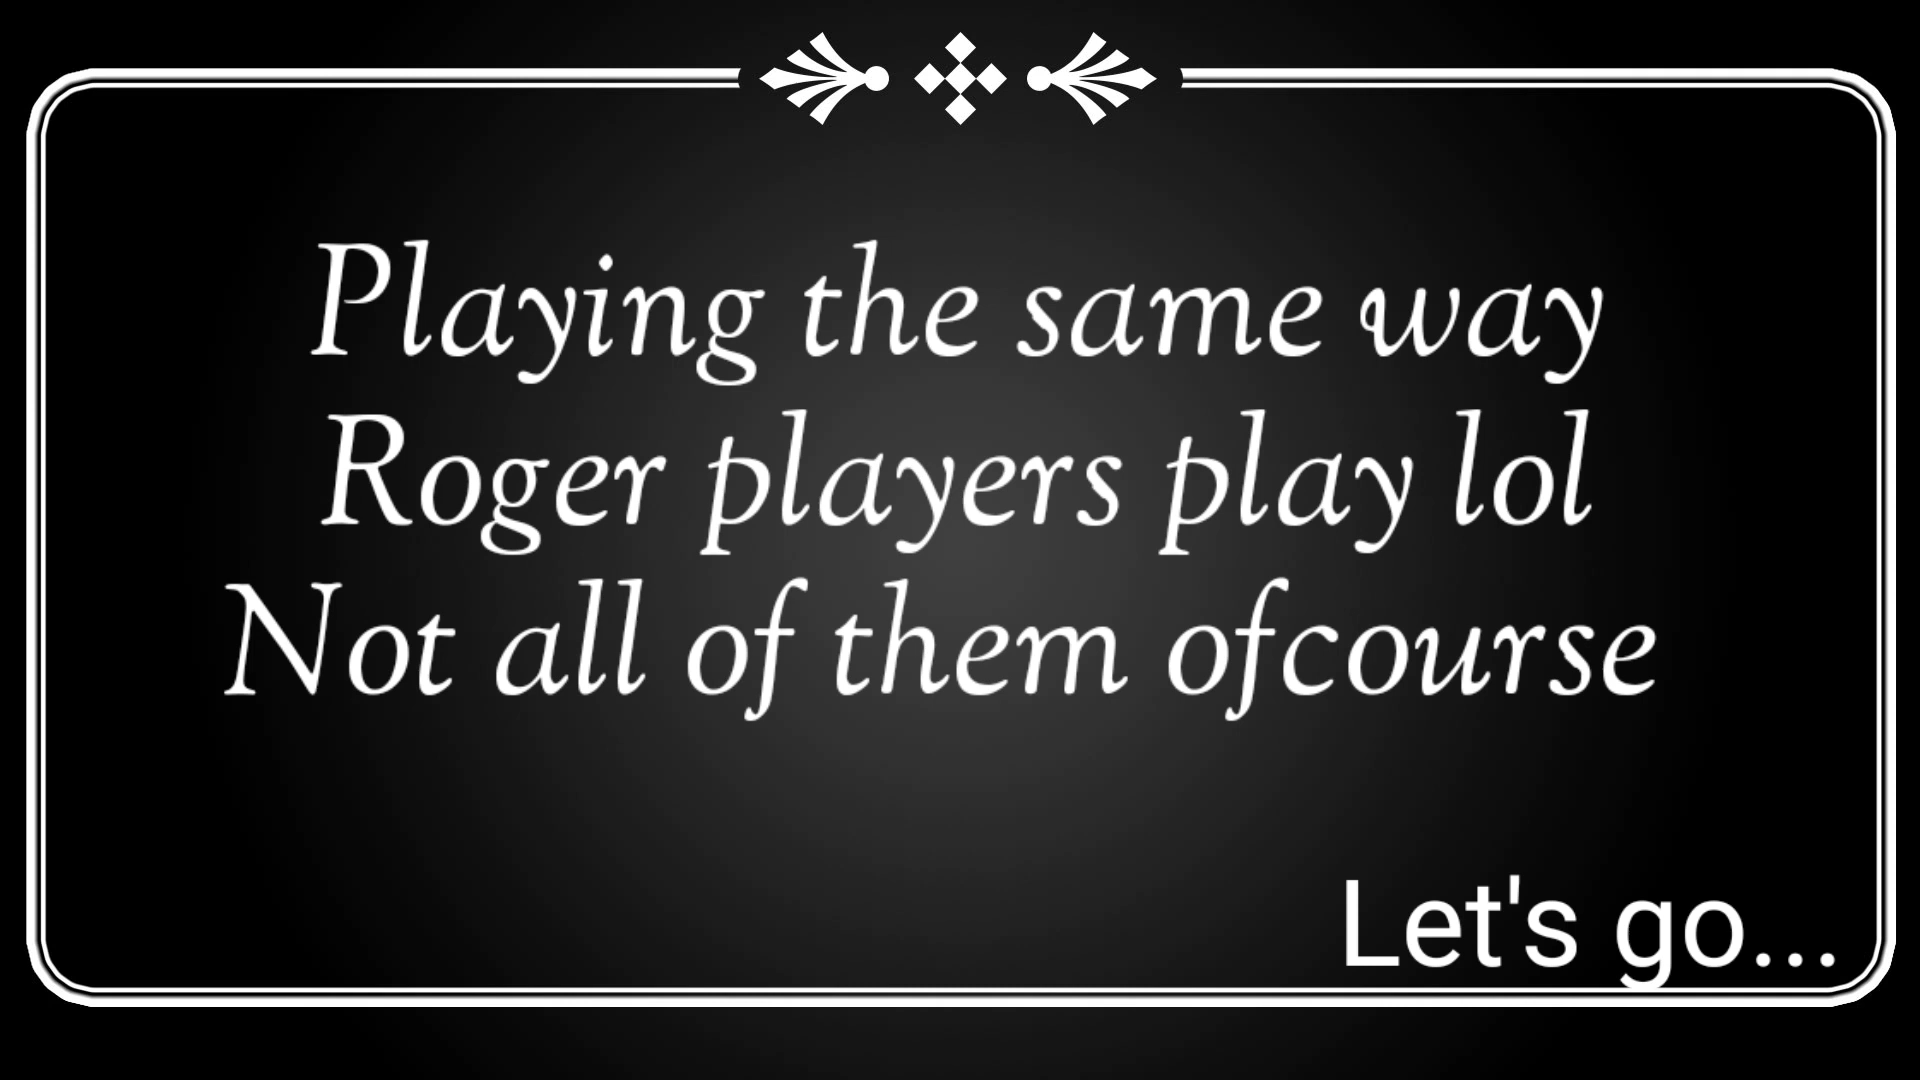 Playing the same way
Roger players play lol
Not all of them ofcourse
Let's go...